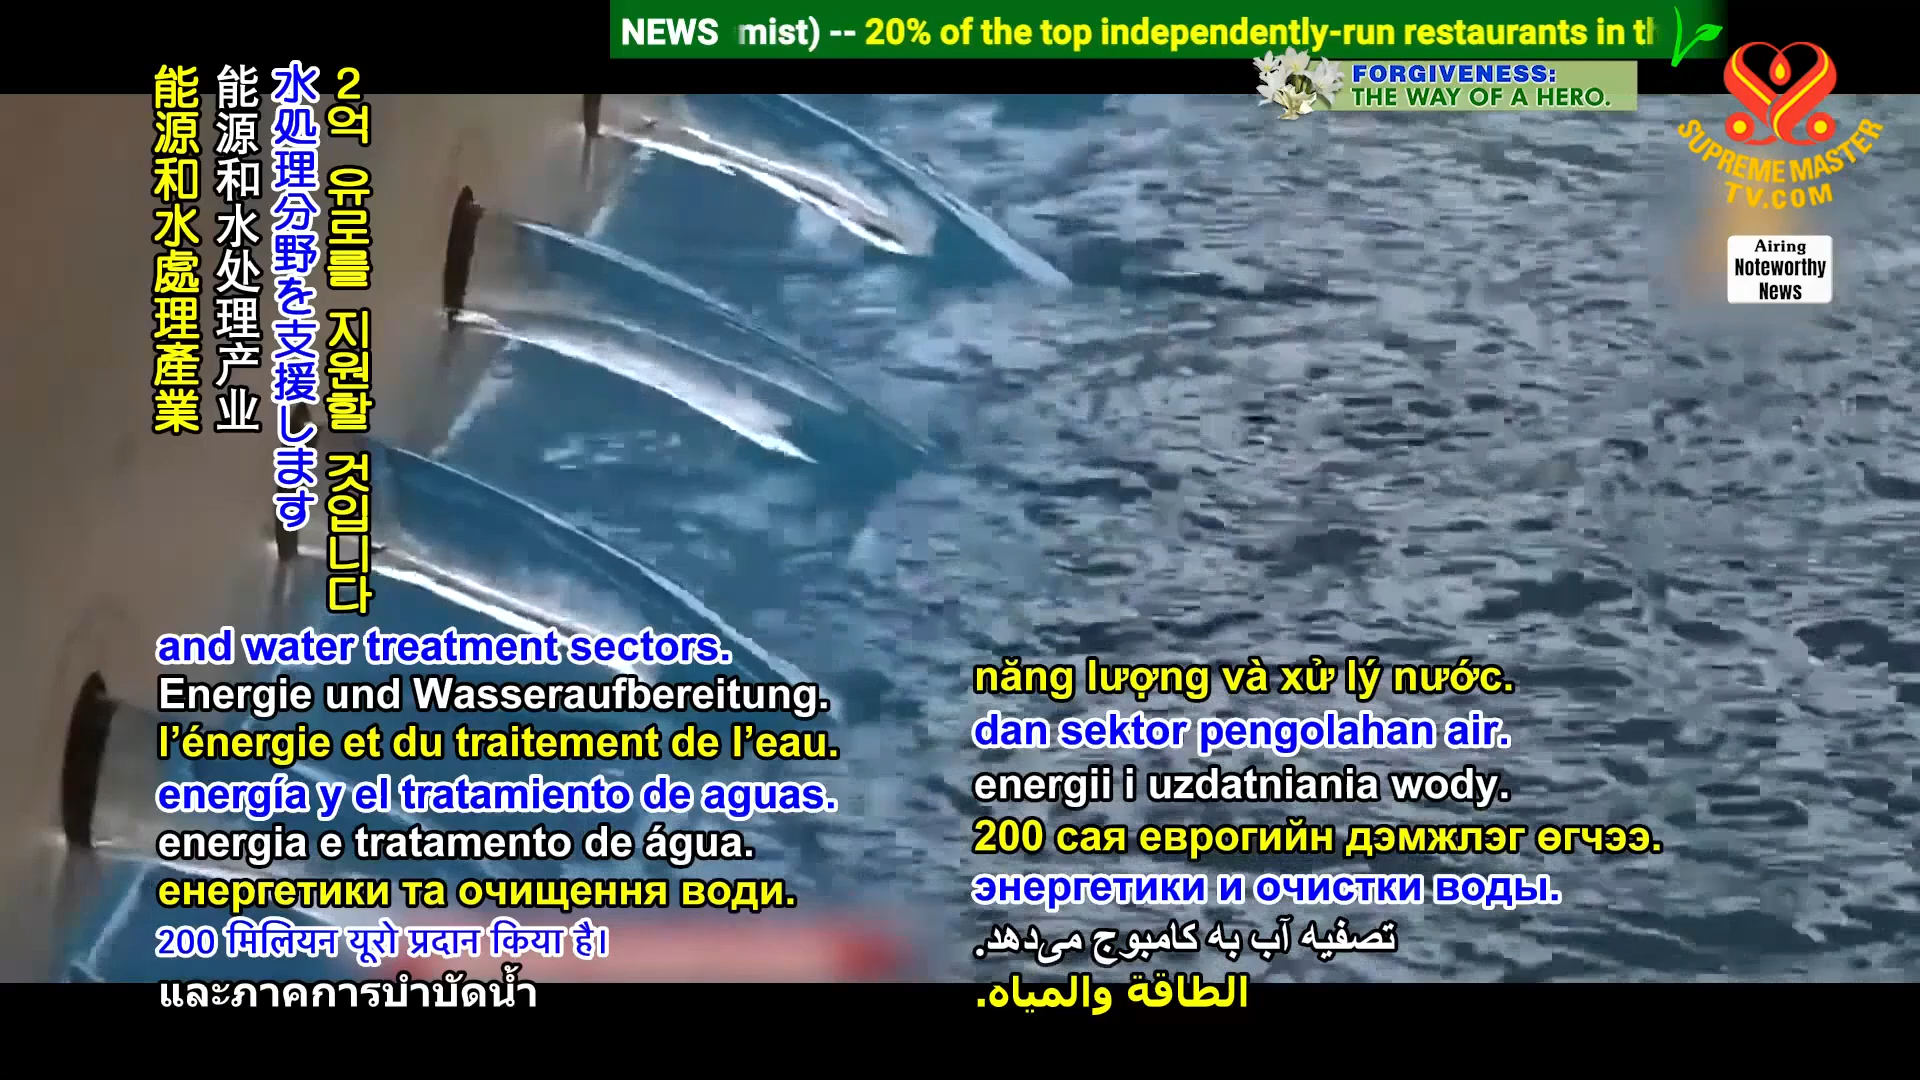 NEWS mist) -- 20% of the top independently-run restaurants in th
FORGIVENESS:
THE WAY OF A HERO.
SUPREME MASTER
TV.COM
Airing
Noteworthy
News
2억 유로를 지원할 것입니다
水処理分野を支援します
能源和水处理产业
能源和水處理產業
and water treatment sectors.
Energie und Wasseraufbereitung.
l’énergie et du traitement de l’eau.
energía y el tratamiento de aguas.
energia e tratamento de água.
енергетики та очищення води.
200 मिलियन यूरो प्रदान किया है।
และภาคการบำบัดน้ำ
năng lượng và xử lý nước.
dan sektor pengolahan air.
energii i uzdatniania wody.
200 сая еврогийн дэмжлэг өгчээ.
энергетики и очистки воды.
تصفیه آب به کامبوج می‌دهد.
الطاقة والمياه.